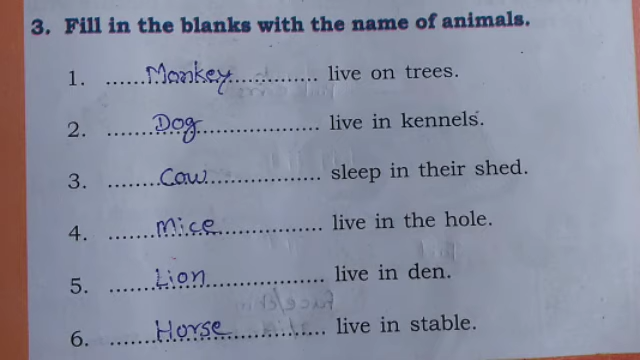 3. Fill in the blanks with the name of animals.
1. ......Monkey............. live on trees.
2. ........Dog.................... live in kennels.
3. ........Cow................... sleep in their shed.
4. .......Mice................. live in the hole.
5. .......Lion..................... live in den.
6. .......Horse................. live in stable.